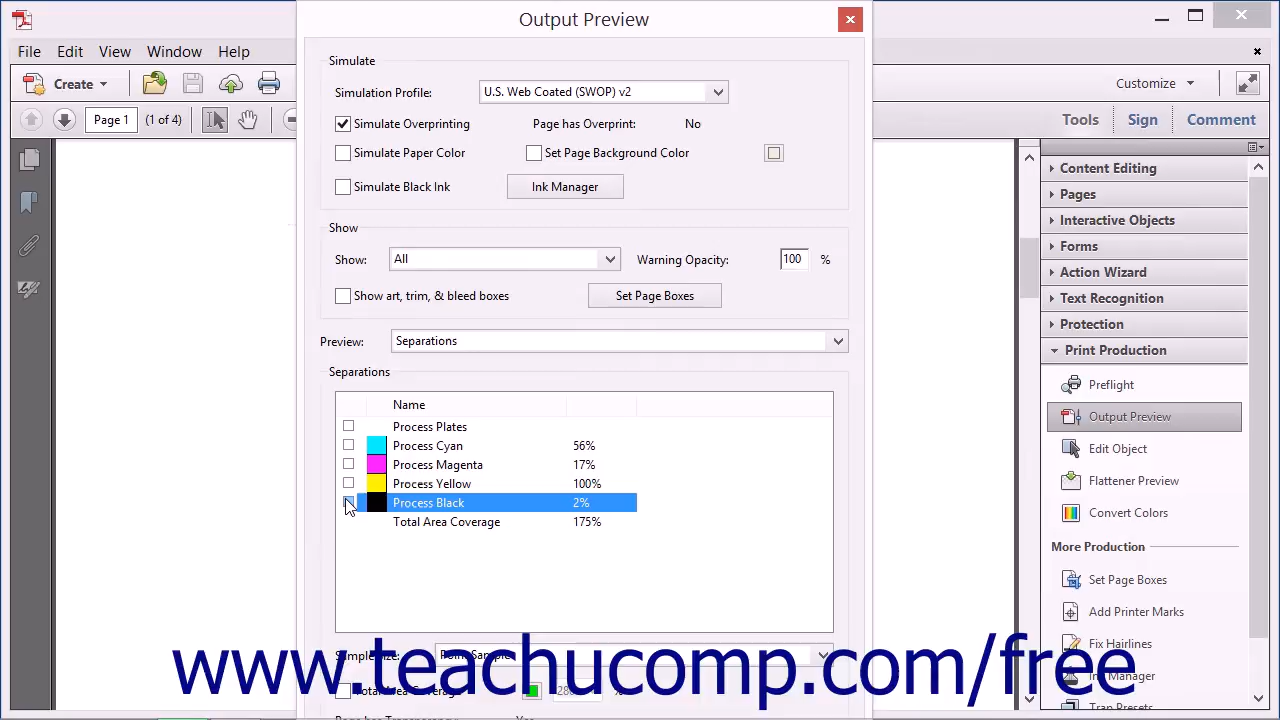 Output Preview
File Edit View Window Help
Create
Customize
Page 1 (1 of 4)
Tools Sign Comment
Simulate
Simulation Profile: U.S. Web Coated (SWOP) v2
Simulate Overprinting Page has Overprint: No
Simulate Paper Color Set Page Background Color
Simulate Black Ink Ink Manager
Show
Show: All Warning Opacity: 100 %
Show art, trim, & bleed boxes Set Page Boxes
Preview: Separations
Separations
Name
Process Plates
Process Cyan 56%
Process Magenta 17%
Process Yellow 100%
Process Black 2%
Total Area Coverage 175%
Content Editing
Pages
Interactive Objects
Forms
Action Wizard
Text Recognition
Protection
Print Production
Preflight
Output Preview
Edit Object
Flattener Preview
Convert Colors
More Production
Set Page Boxes
Add Printer Marks
Fix Hairlines
Ink Manager
Trap Presets
www.teachucomp.com/free